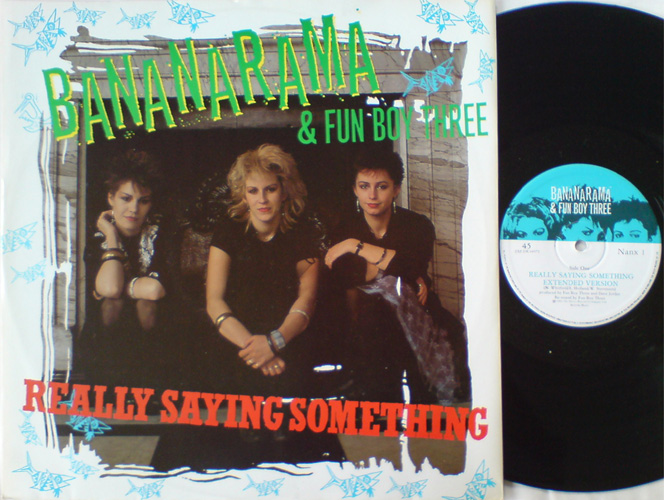 BANANARAMA
& FUN BOY THREE
REALLY SAYING SOMETHING
BANANARAMA
& FUN BOY THREE
45
Nanx 1
Side One
REALLY SAYING SOMETHING
EXTENDED VERSION